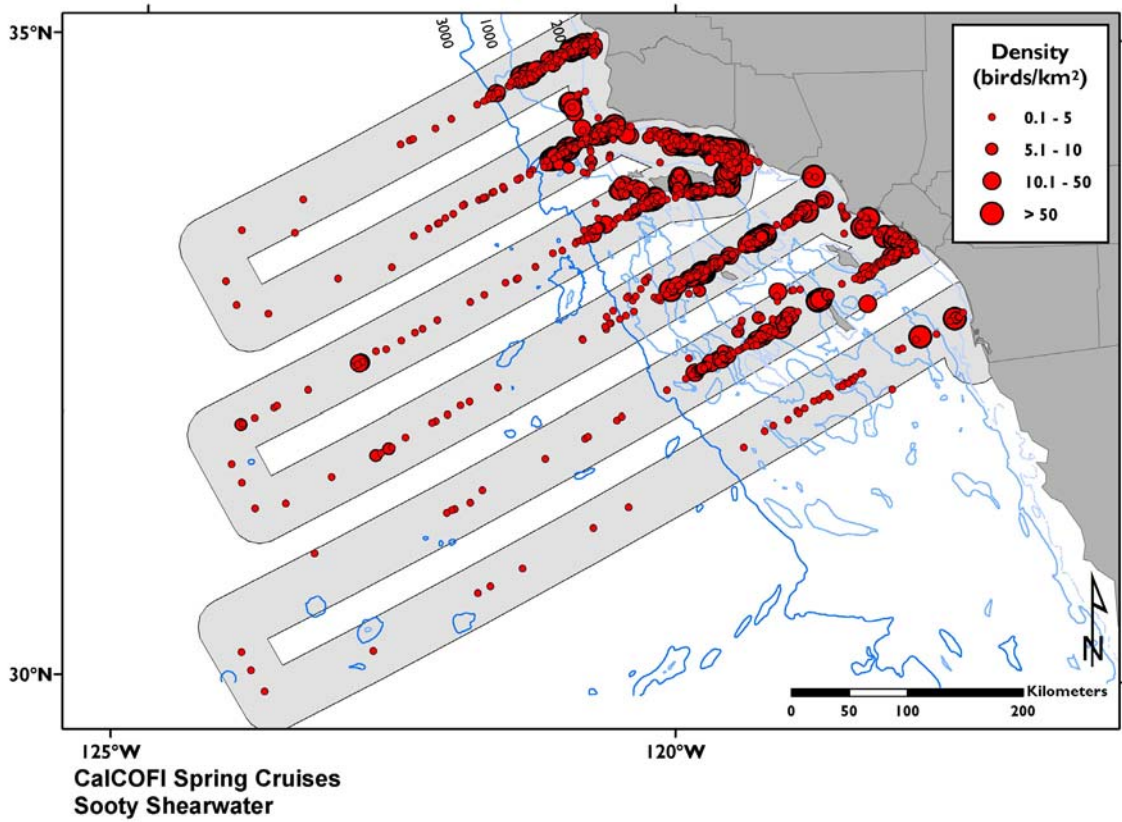 35°N
3000
1000
200
Density
(birds/km²)
0.1 - 5
5.1 - 10
10.1 - 50
> 50
N
30°N
Kilometers
0 50 100 200
125°W
120°W
CalCOFI Spring Cruises
Sooty Shearwater